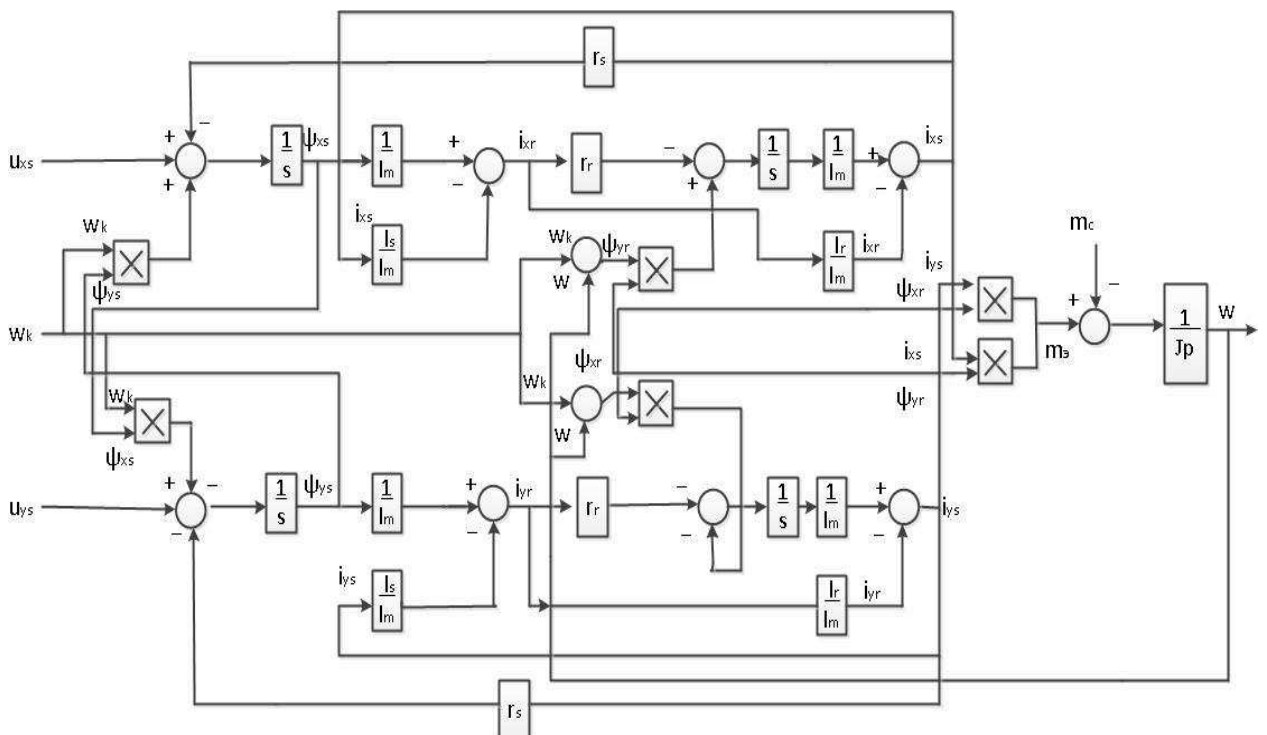 rs
ψxs ixr ixs
+ − 1/s 1/lm + − rr − + 1/s 1/lm + −
uxs
+
wk ixs ls/lm wk ψyr lr/lm ixr mc
ψys w iys −
ψxr + 1/Jp w
wk
ψxr ixs mэ
wk wk ψyr
ψxs w
ψys iyr
+ − 1/s 1/lm + − rr − − 1/s 1/lm + −
uys iys
−
iys ls/lm lr/lm iyr
rs